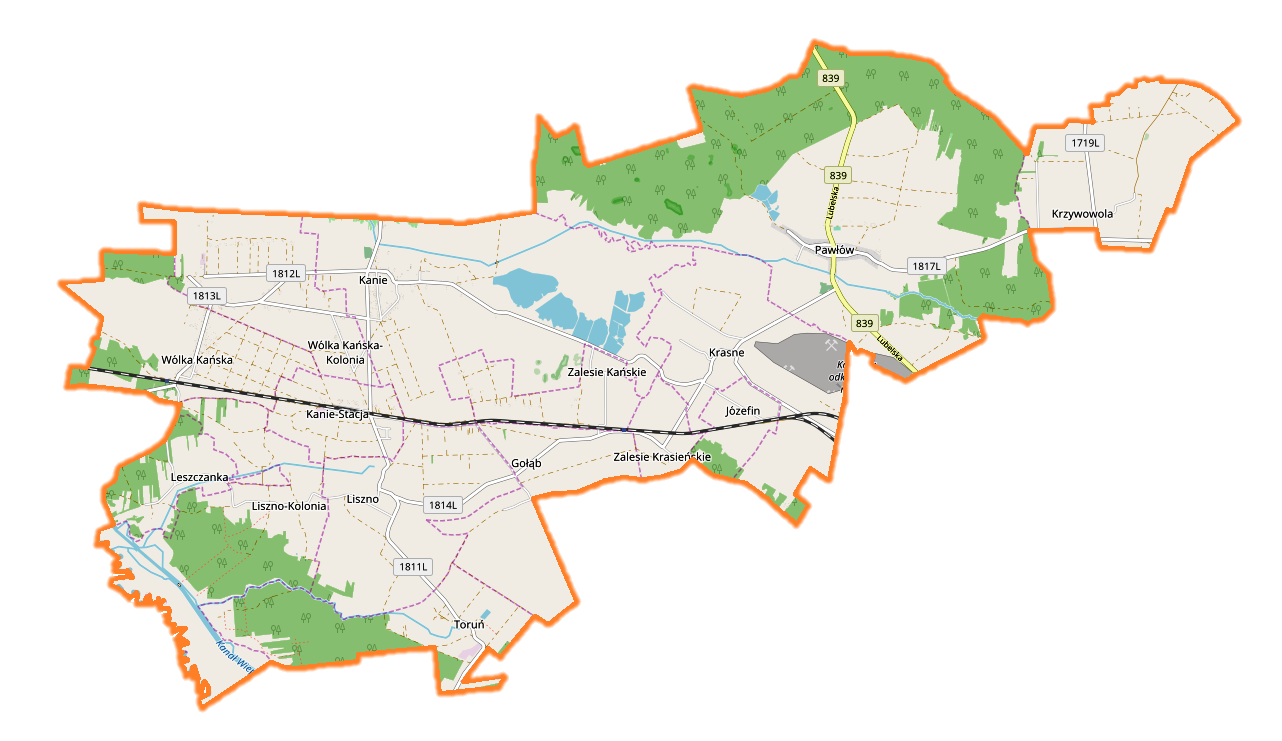 839
1719L
839
Lubelska
Krzywowola
Pawłów
1817L
1812L
Kanie
1813L
839
Lubelska
Wólka Kańska-
Kolonia
Wólka Kańska
Krasne
Zalesie Kańskie
Kanie-Stacja
Józefin
Zalesie Krasieńskie
Gołąb
Leszczanka
Liszno-Kolonia
Liszno
1814L
1811L
Toruń